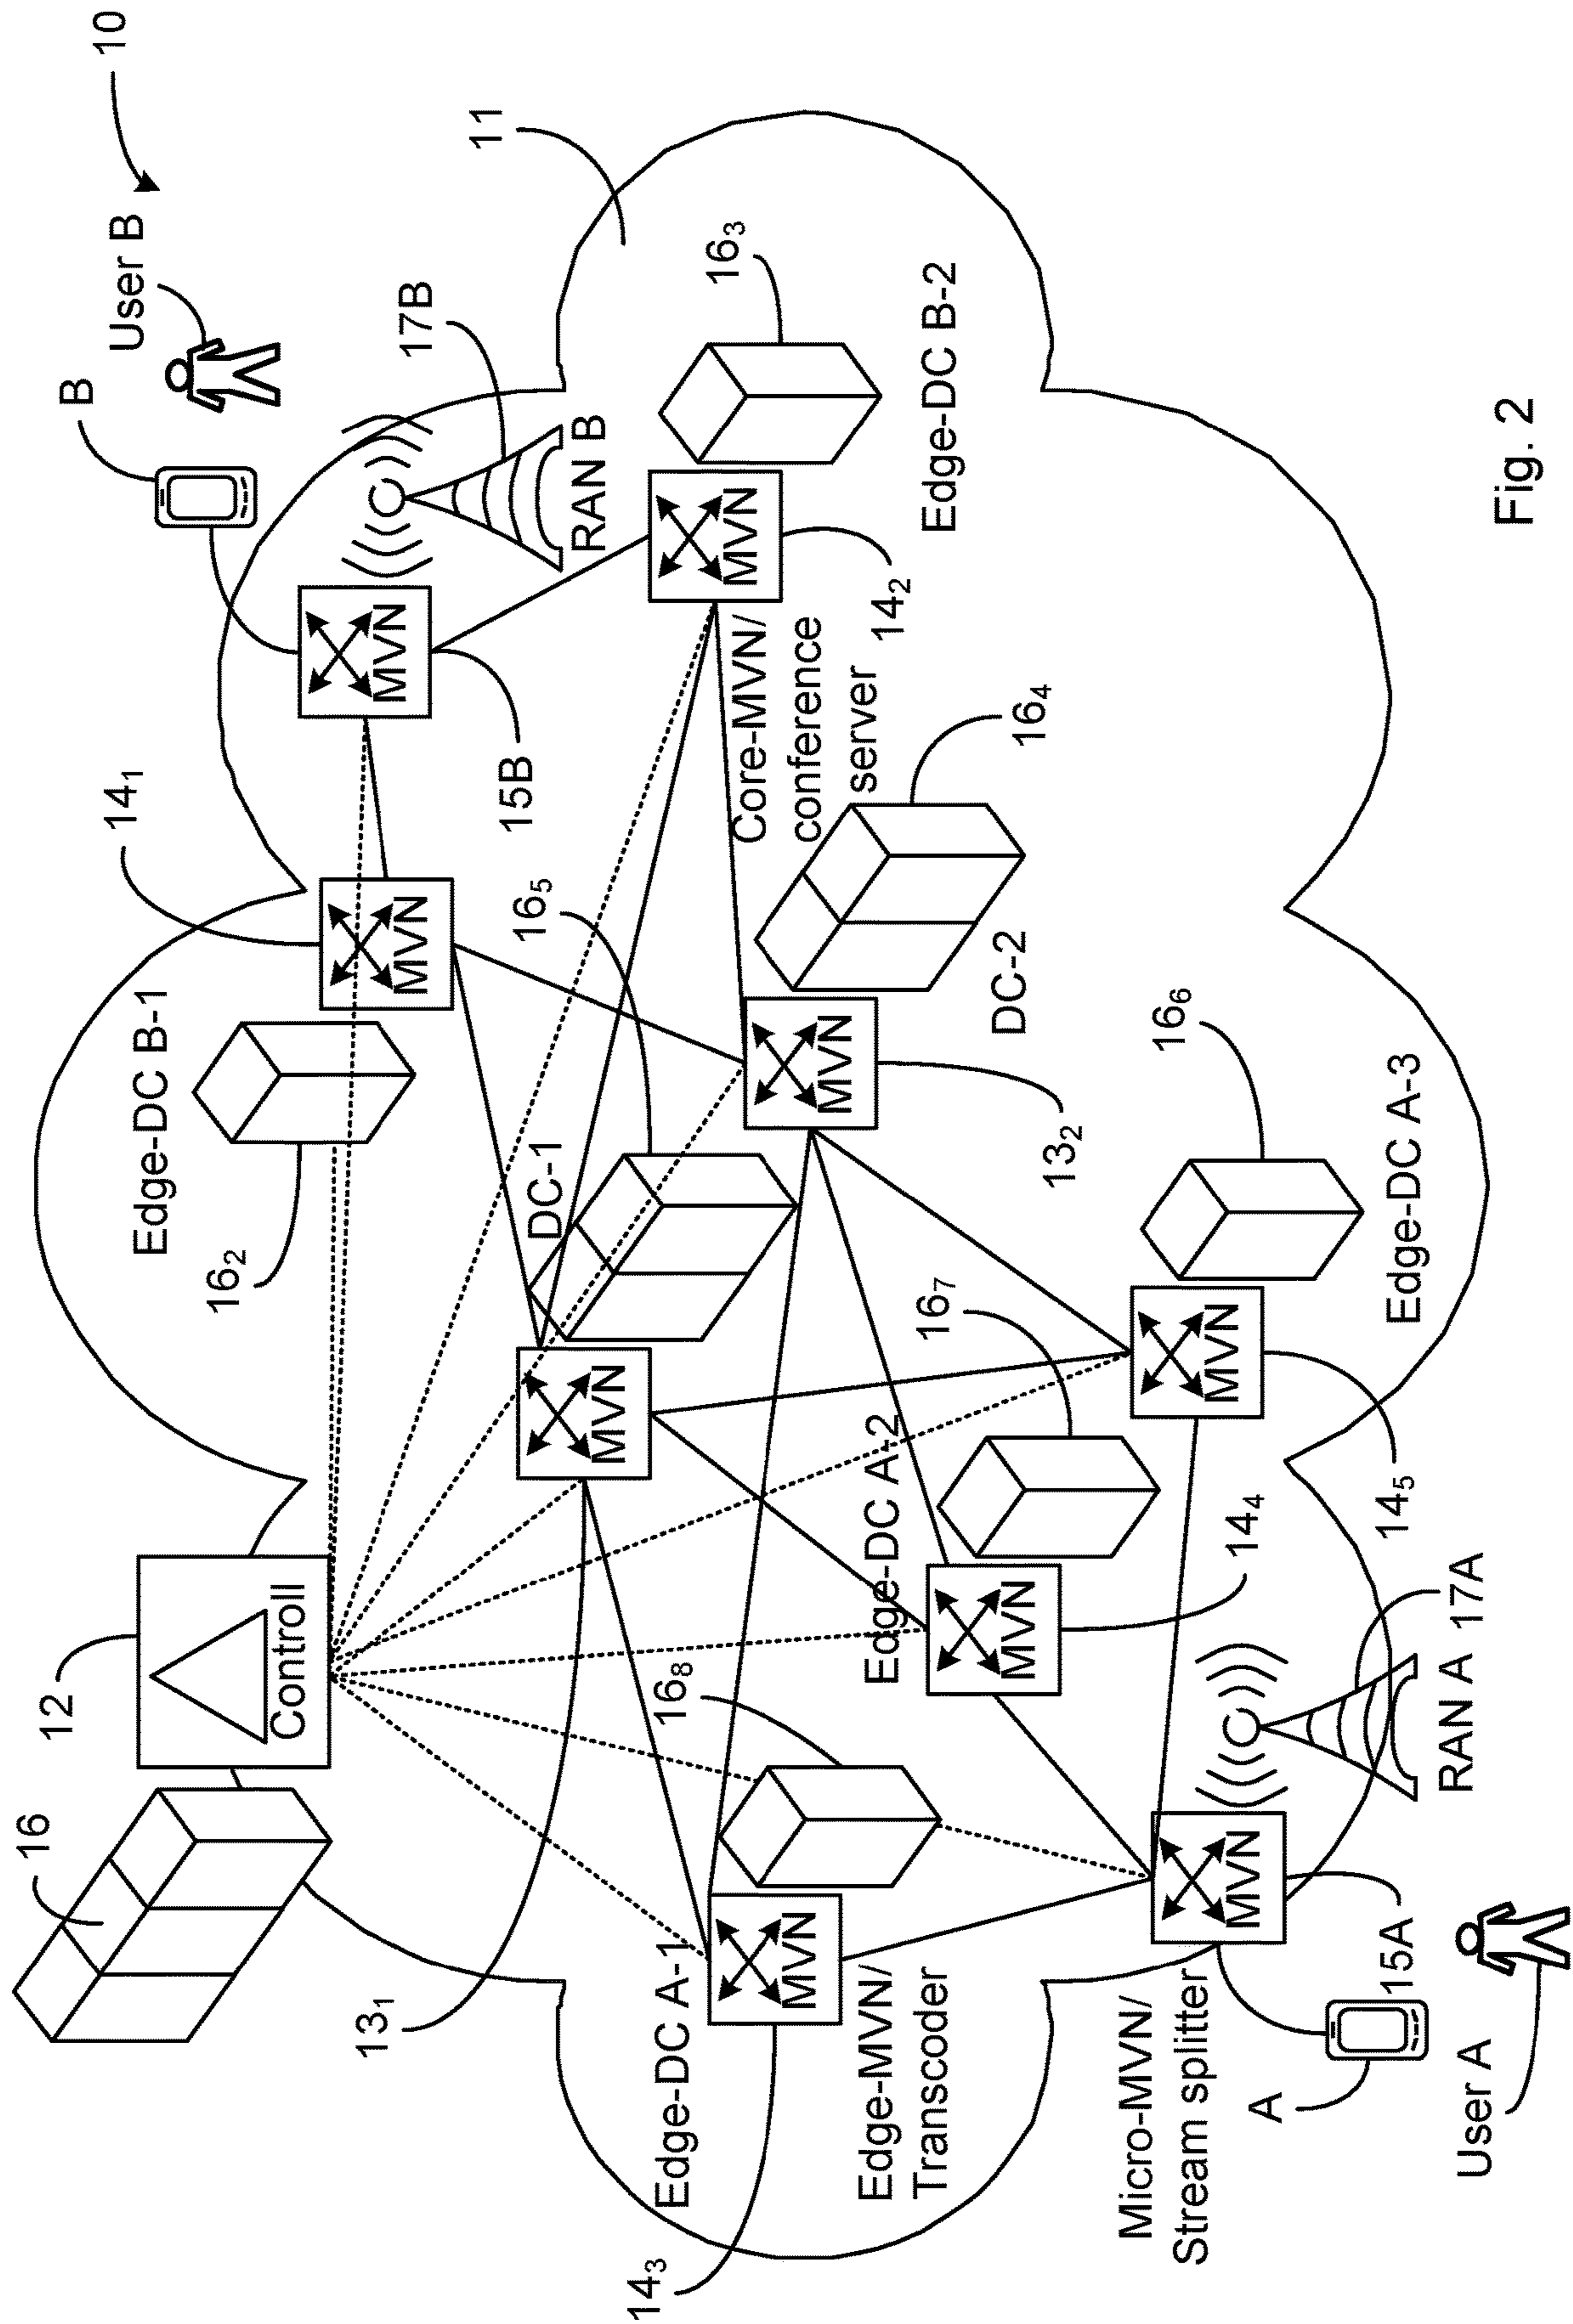 10
User B
B
11
17B
16₃
RAN B
Edge-DC B-2
MVN
MVN
14₂
15B
Core-MVN/
conference
server
16₄
14₁
MVN
Edge-DC B-1
16₂
16₅
DC-1
DC-2
MVN
13₂
16₆
Edge-DC A-3
MVN
16₇
Edge-DC A-2
MVN
14₅
14₄
MVN
12
Controll
16
16₈
13₁
Edge-DC A-1
MVN
Edge-MVN/
Transcoder
14₃
17A
RAN A
MVN
15A
Micro-MVN/
Stream splitter
A
User A
Fig. 2